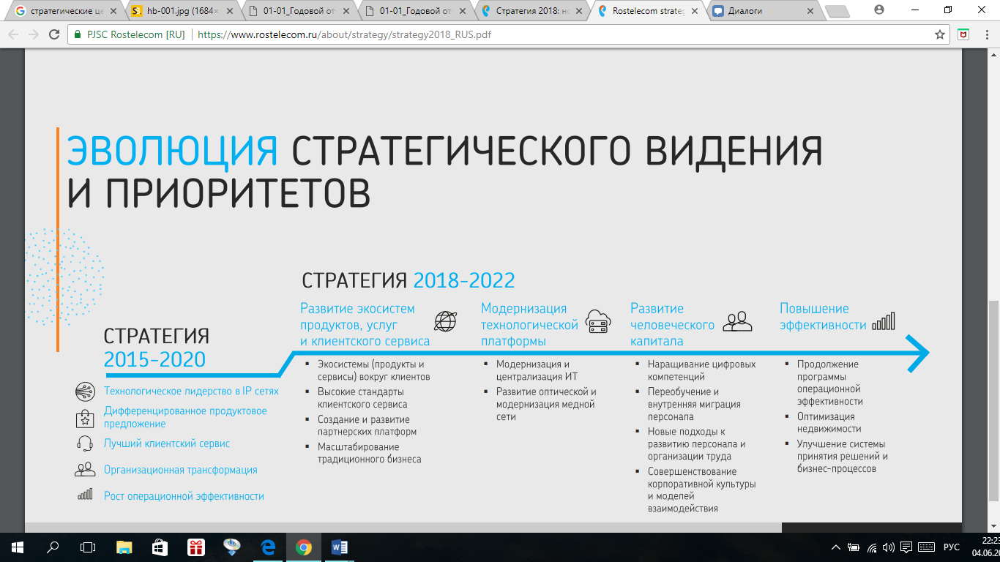 стратегические це
hb-001.jpg (1684×
01-01_Годовой от
01-01_Годовой от
Стратегия 2018: но
Rostelecom strateg
Диалоги
PJSC Rostelecom [RU]
https://www.rostelecom.ru/about/strategy/strategy2018_RUS.pdf
ЭВОЛЮЦИЯ СТРАТЕГИЧЕСКОГО ВИДЕНИЯ
И ПРИОРИТЕТОВ
СТРАТЕГИЯ
2015-2020
Технологическое лидерство в IP сетях
Дифференцированное продуктовое
предложение
Лучший клиентский сервис
Организационная трансформация
Рост операционной эффективности
СТРАТЕГИЯ 2018-2022
Развитие экосистем
продуктов, услуг
и клиентского сервиса
▪ Экосистемы (продукты и
сервисы) вокруг клиентов
▪ Высокие стандарты
клиентского сервиса
▪ Создание и развитие
партнерских платформ
▪ Масштабирование
традиционного бизнеса
Модернизация
технологической
платформы
▪ Модернизация и
централизация ИТ
▪ Развитие оптической и
модернизация медной
сети
Развитие
человеческого
капитала
▪ Наращивание цифровых
компетенций
▪ Переобучение и
внутренняя миграция
персонала
▪ Новые подходы к
развитию персонала и
организации труда
▪ Совершенствование
корпоративной культуры
и моделей
взаимодействия
Повышение
эффективности
▪ Продолжение
программы
операционной
эффективности
▪ Оптимизация
недвижимости
▪ Улучшение системы
принятия решений и
бизнес-процессов
РУС
22:23
04.06.20